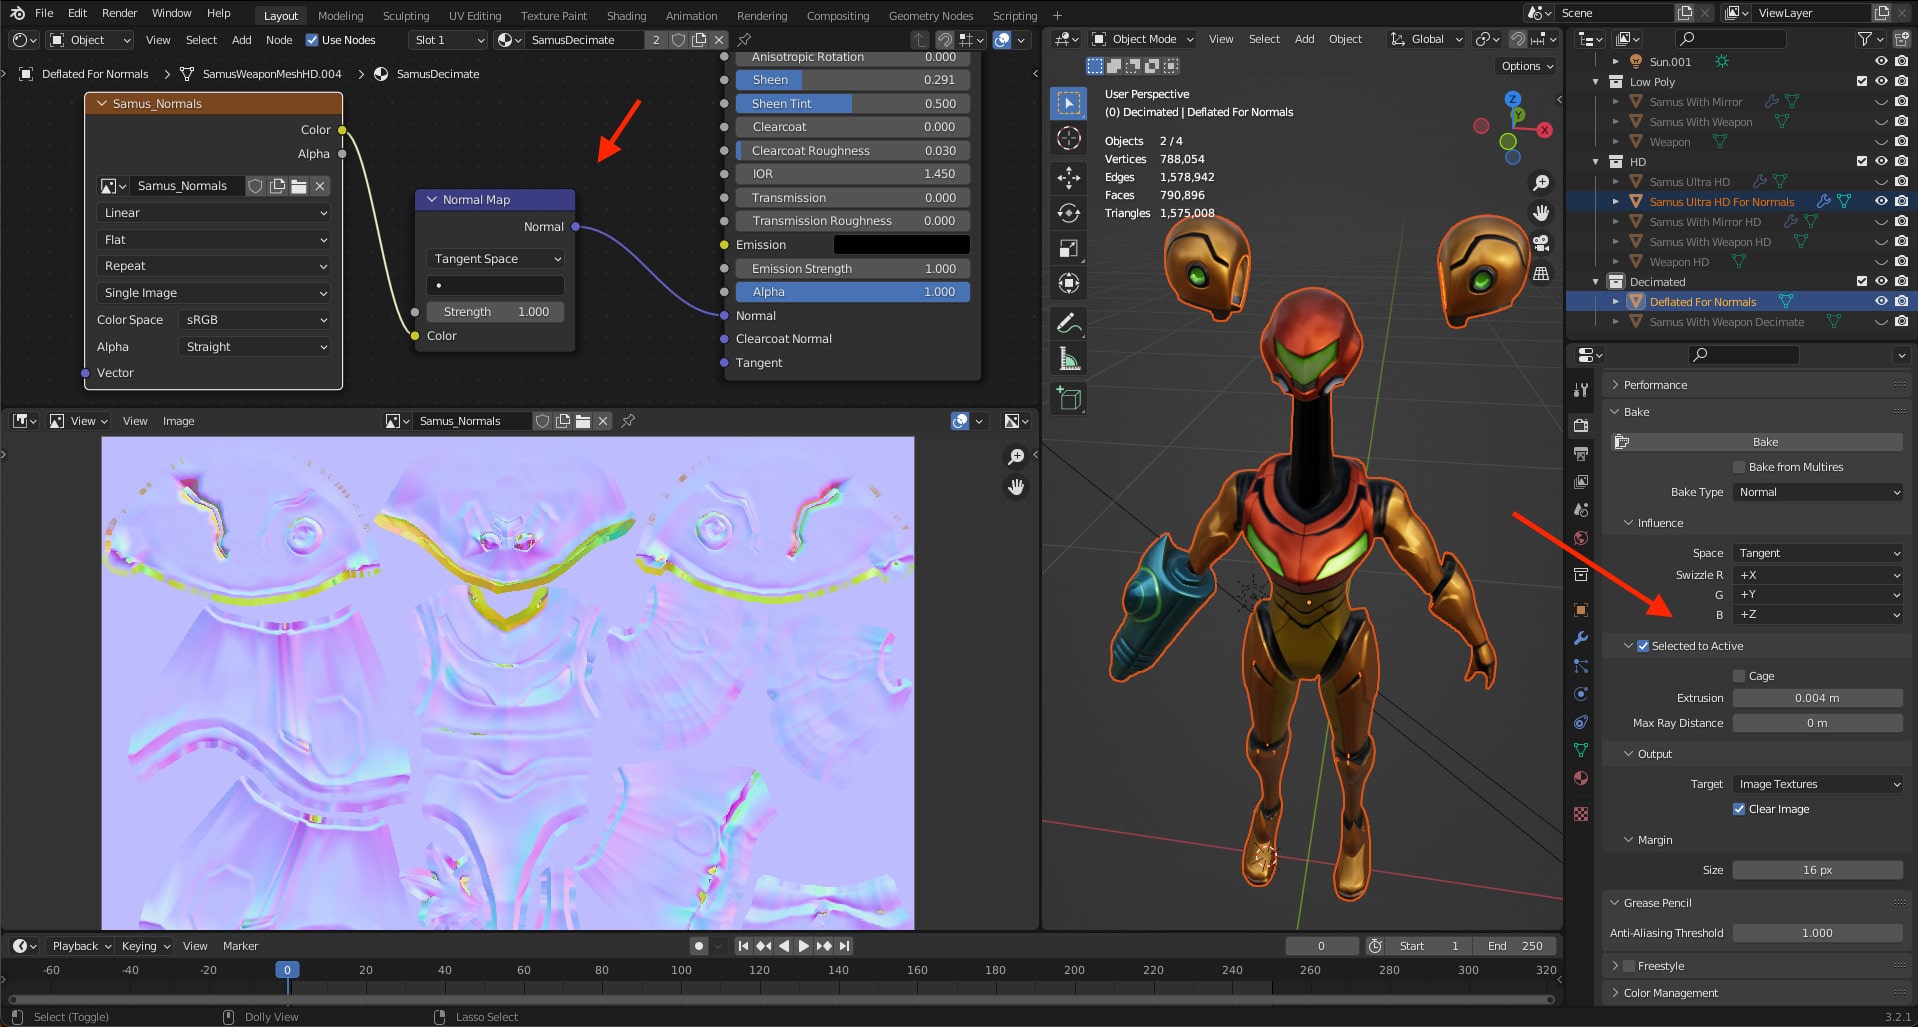 File Edit Render Window Help Layout Modeling Sculpting UV Editing Texture Paint Shading Animation Rendering Compositing Geometry Nodes Scripting + Scene ViewLayer
Object View Select Add Node Use Nodes Slot 1 SamusDecimate 2
Deflated For Normals > SamusWeaponMeshHD.004 > SamusDecimate
Samus_Normals
Color
Alpha
Samus_Normals
Linear
Flat
Repeat
Single Image
Color Space sRGB
Alpha Straight
Vector
Normal Map
Normal
Tangent Space
Strength 1.000
Color
Anisotropic Rotation 0.000
Sheen 0.291
Sheen Tint 0.500
Clearcoat 0.000
Clearcoat Roughness 0.030
IOR 1.450
Transmission 0.000
Transmission Roughness 0.000
Emission
Emission Strength 1.000
Alpha 1.000
Normal
Clearcoat Normal
Tangent
View View Image Samus_Normals
Object Mode View Select Add Object Global
Options
User Perspective
(0) Decimated | Deflated For Normals
Objects 2 / 4
Vertices 788,054
Edges 1,578,942
Faces 790,896
Triangles 1,575,008
Z
Y
X
Sun.001
Low Poly
Samus With Mirror
Samus With Weapon
Weapon
HD
Samus Ultra HD
Samus Ultra HD For Normals
Samus With Mirror HD
Samus With Weapon HD
Weapon HD
Decimated
Deflated For Normals
Samus With Weapon Decimate
Performance
Bake
Bake
Bake from Multires
Bake Type Normal
Influence
Space Tangent
Swizzle R +X
G +Y
B +Z
Selected to Active
Cage
Extrusion 0.004 m
Max Ray Distance 0 m
Output
Target Image Textures
Clear Image
Margin
Size 16 px
Grease Pencil
Anti-Aliasing Threshold 1.000
Freestyle
Color Management
Playback Keying View Marker 0 Start 1 End 250
-60 -40 -20 0 20 40 60 80 100 120 140 160 180 200 220 240 260 280 300 320
Select (Toggle) Dolly View Lasso Select 3.2.1